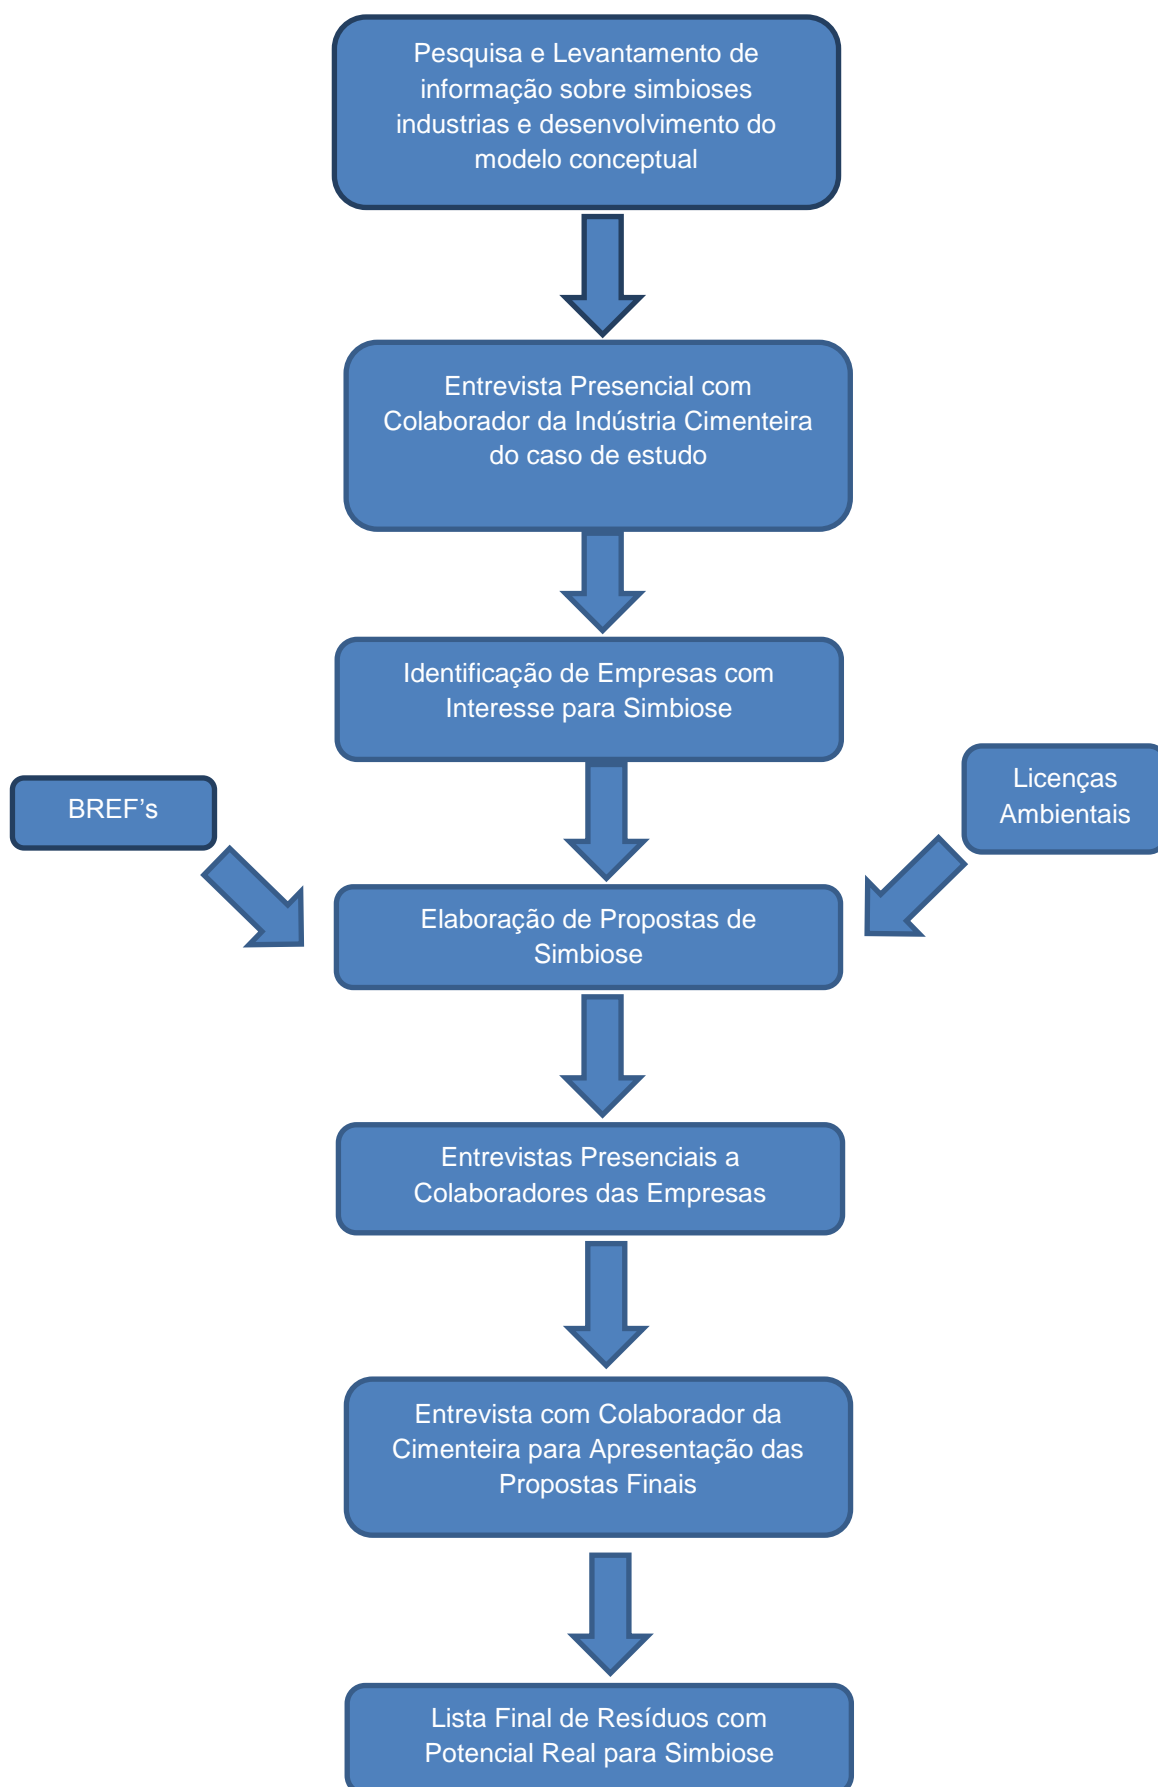 Pesquisa e Levantamento de
informação sobre simbioses
industrias e desenvolvimento do
modelo conceptual
Entrevista Presencial com
Colaborador da Indústria Cimenteira
do caso de estudo
Identificação de Empresas com
Interesse para Simbiose
BREF’s
Licenças
Ambientais
Elaboração de Propostas de
Simbiose
Entrevistas Presenciais a
Colaboradores das Empresas
Entrevista com Colaborador da
Cimenteira para Apresentação das
Propostas Finais
Lista Final de Resíduos com
Potencial Real para Simbiose